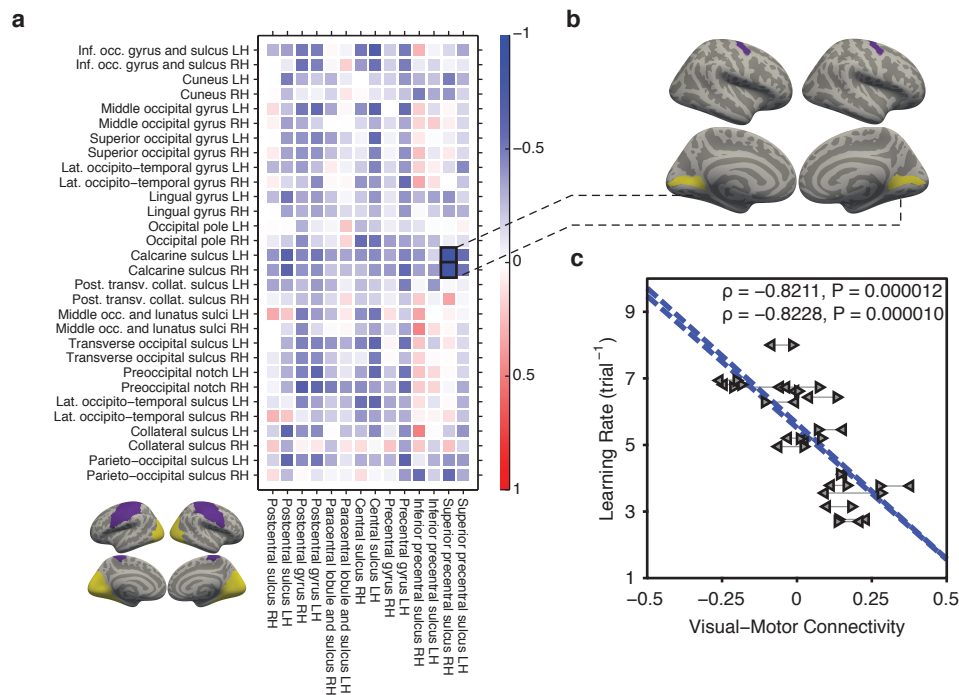 a
Inf. occ. gyrus and sulcus LH
Inf. occ. gyrus and sulcus RH
Cuneus LH
Cuneus RH
Middle occipital gyrus LH
Middle occipital gyrus RH
Superior occipital gyrus LH
Superior occipital gyrus RH
Lat. occipito−temporal gyrus LH
Lat. occipito−temporal gyrus RH
Lingual gyrus LH
Lingual gyrus RH
Occipital pole LH
Occipital pole RH
Calcarine sulcus LH
Calcarine sulcus RH
Post. transv. collat. sulcus LH
Post. transv. collat. sulcus RH
Middle occ. and lunatus sulci LH
Middle occ. and lunatus sulci RH
Transverse occipital sulcus LH
Transverse occipital sulcus RH
Preoccipital notch LH
Preoccipital notch RH
Lat. occipito−temporal sulcus LH
Lat. occipito−temporal sulcus RH
Collateral sulcus LH
Collateral sulcus RH
Parieto−occipital sulcus LH
Parieto−occipital sulcus RH
Postcentral sulcus RH
Postcentral sulcus LH
Postcentral gyrus RH
Postcentral gyrus LH
Paracentral lobule and sulcus RH
Paracentral lobule and sulcus LH
Central sulcus RH
Central sulcus LH
Precentral gyrus RH
Precentral gyrus LH
Inferior precentral sulcus RH
Inferior precentral sulcus LH
Superior precentral sulcus RH
Superior precentral sulcus LH
−1
−0.5
0
0.5
1
b
c
ρ = −0.8211, P = 0.000012
ρ = −0.8228, P = 0.000010
9
7
5
3
1
Learning Rate (trial⁻¹)
−0.5
−0.25
0
0.25
0.5
Visual−Motor Connectivity